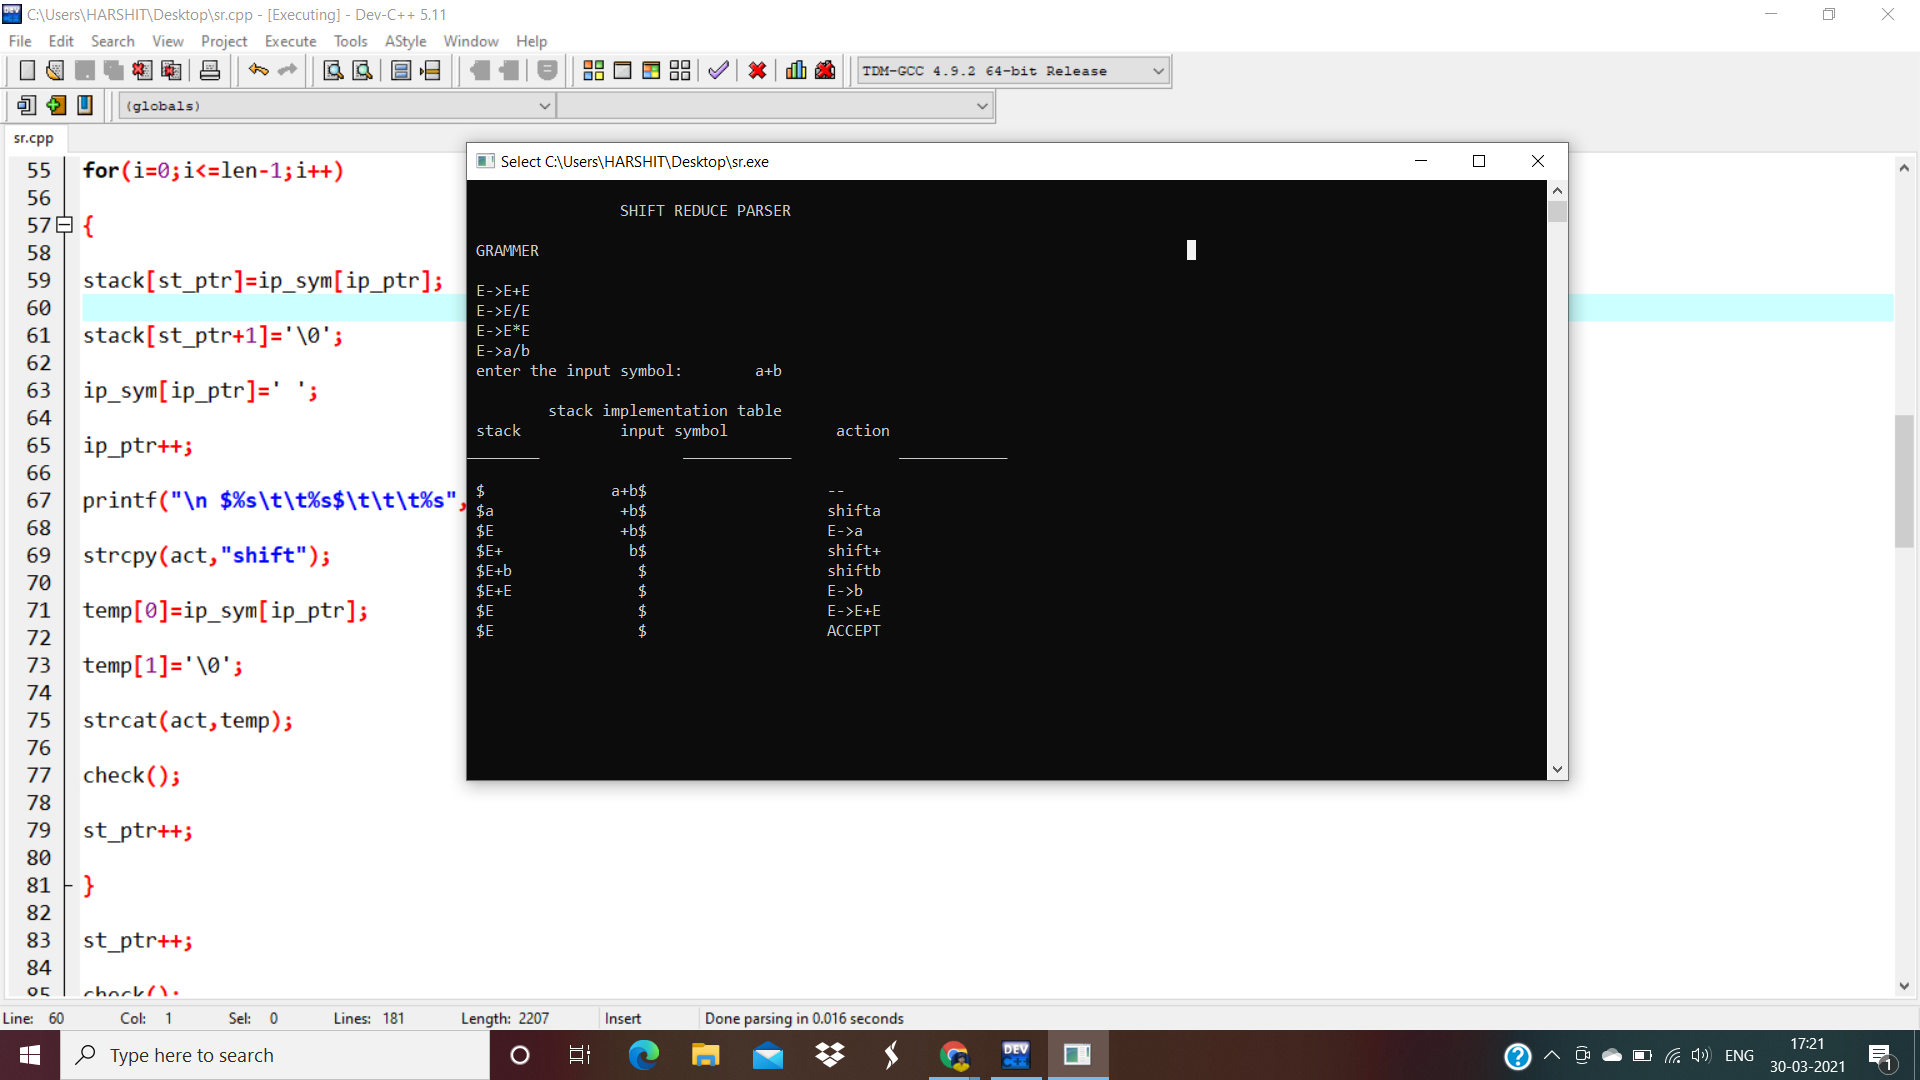 C:\Users\HARSHIT\Desktop\sr.cpp - [Executing] - Dev-C++ 5.11
File Edit Search View Project Execute Tools AStyle Window Help
TDM-GCC 4.9.2 64-bit Release
(globals)
sr.cpp
55 for(i=0;i<=len-1;i++)
56
57 {
58
59 stack[st_ptr]=ip_sym[ip_ptr];
60
61 stack[st_ptr+1]='\0';
62
63 ip_sym[ip_ptr]=' ';
64
65 ip_ptr++;
66
67 printf("\n $%s\t\t%s$\t\t\t%s",
68
69 strcpy(act,"shift");
70
71 temp[0]=ip_sym[ip_ptr];
72
73 temp[1]='\0';
74
75 strcat(act,temp);
76
77 check();
78
79 st_ptr++;
80
81 }
82
83 st_ptr++;
84
85 check();
Select C:\Users\HARSHIT\Desktop\sr.exe
SHIFT REDUCE PARSER
GRAMMER
E->E+E
E->E/E
E->E*E
E->a/b
enter the input symbol: a+b
stack implementation table
stack input symbol action
________ ____________ ____________
$ a+b$ --
$a +b$ shifta
$E +b$ E->a
$E+ b$ shift+
$E+b $ shiftb
$E+E $ E->b
$E $ E->E+E
$E $ ACCEPT
Line: 60 Col: 1 Sel: 0 Lines: 181 Length: 2207 Insert Done parsing in 0.016 seconds
Type here to search
DEV C++
ENG
17:21
30-03-2021
1